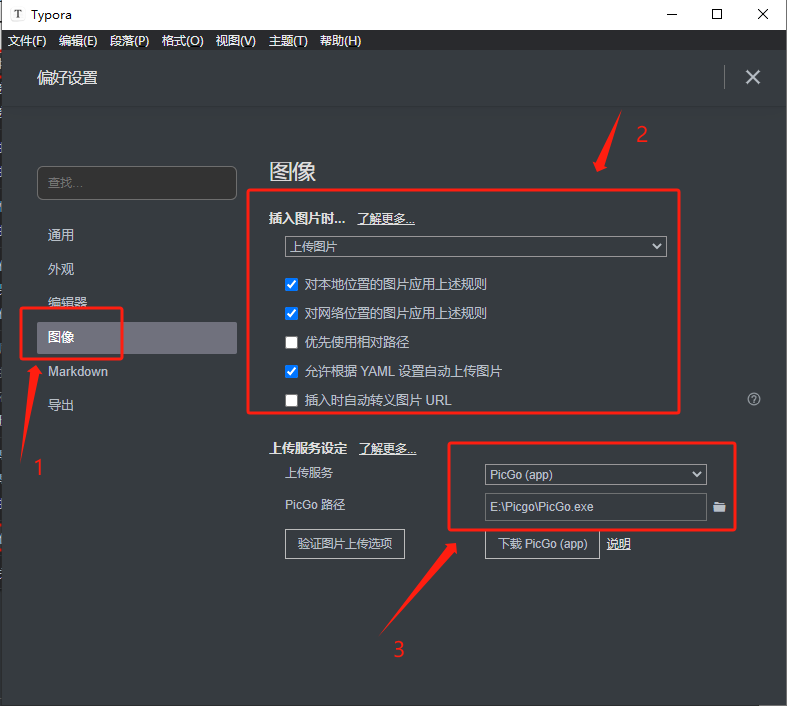 Typora
文件(F) 编辑(E) 段落(P) 格式(O) 视图(V) 主题(T) 帮助(H)
偏好设置
2
图像
查找...
插入图片时... 了解更多...
通用
上传图片
外观
对本地位置的图片应用上述规则
编辑器
对网络位置的图片应用上述规则
图像
优先使用相对路径
Markdown
允许根据 YAML 设置自动上传图片
导出
插入时自动转义图片 URL
1
上传服务设定 了解更多...
上传服务 PicGo (app)
PicGo 路径 E:\Picgo\PicGo.exe
验证图片上传选项 下载 PicGo (app) 说明
3